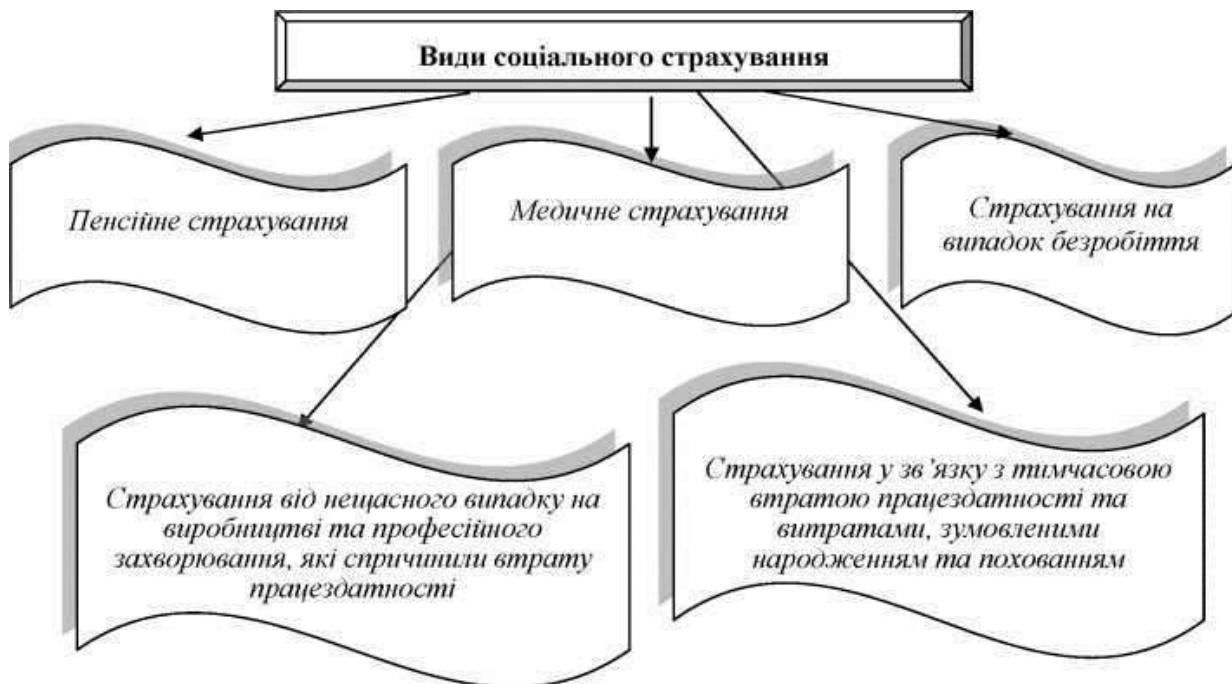 Види соціального страхування
Пенсійне страхування
Медичне страхування
Страхування на
випадок безробіття
Страхування від нещасного випадку на
виробництві та професійного
захворювання, які спричинили втрату
працездатності
Страхування у зв’язку з тимчасовою
втратою працездатності та
витратами, зумовленими
народженням та похованням